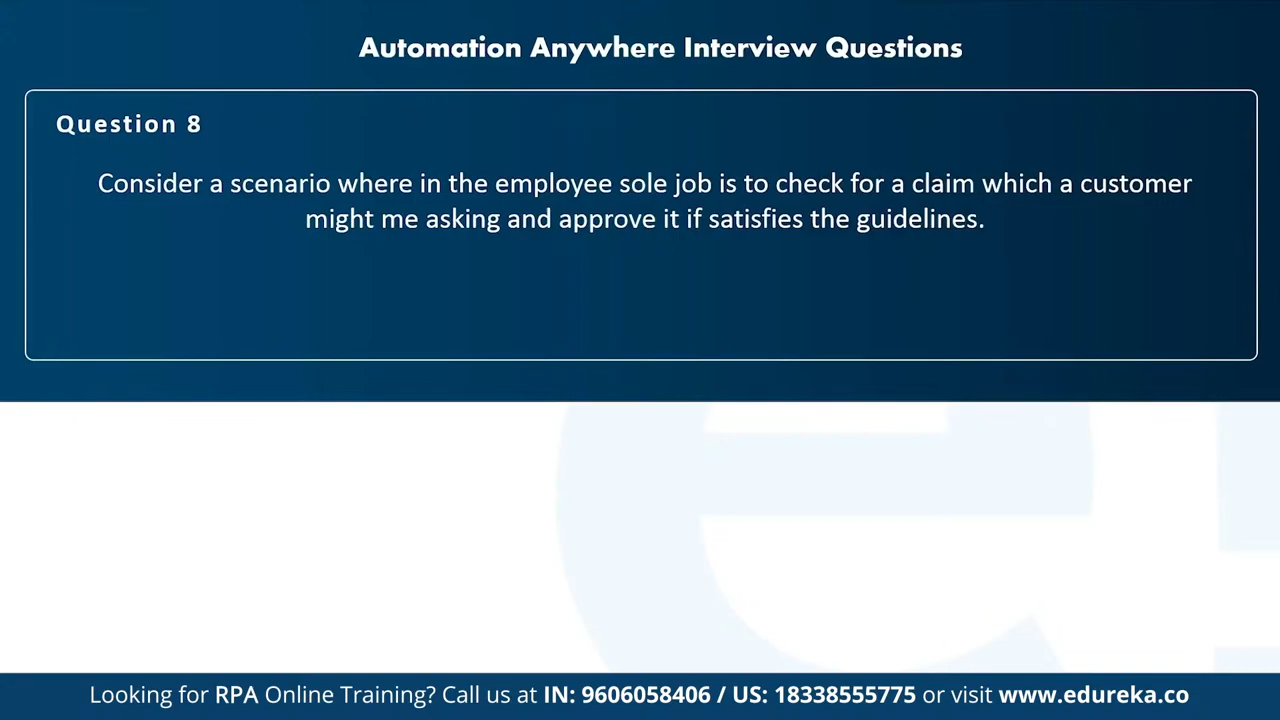 Automation Anywhere Interview Questions
Question 8
Consider a scenario where in the employee sole job is to check for a claim which a customer
might me asking and approve it if satisfies the guidelines.
Looking for RPA Online Training? Call us at IN: 9606058406 / US: 18338555775 or visit www.edureka.co